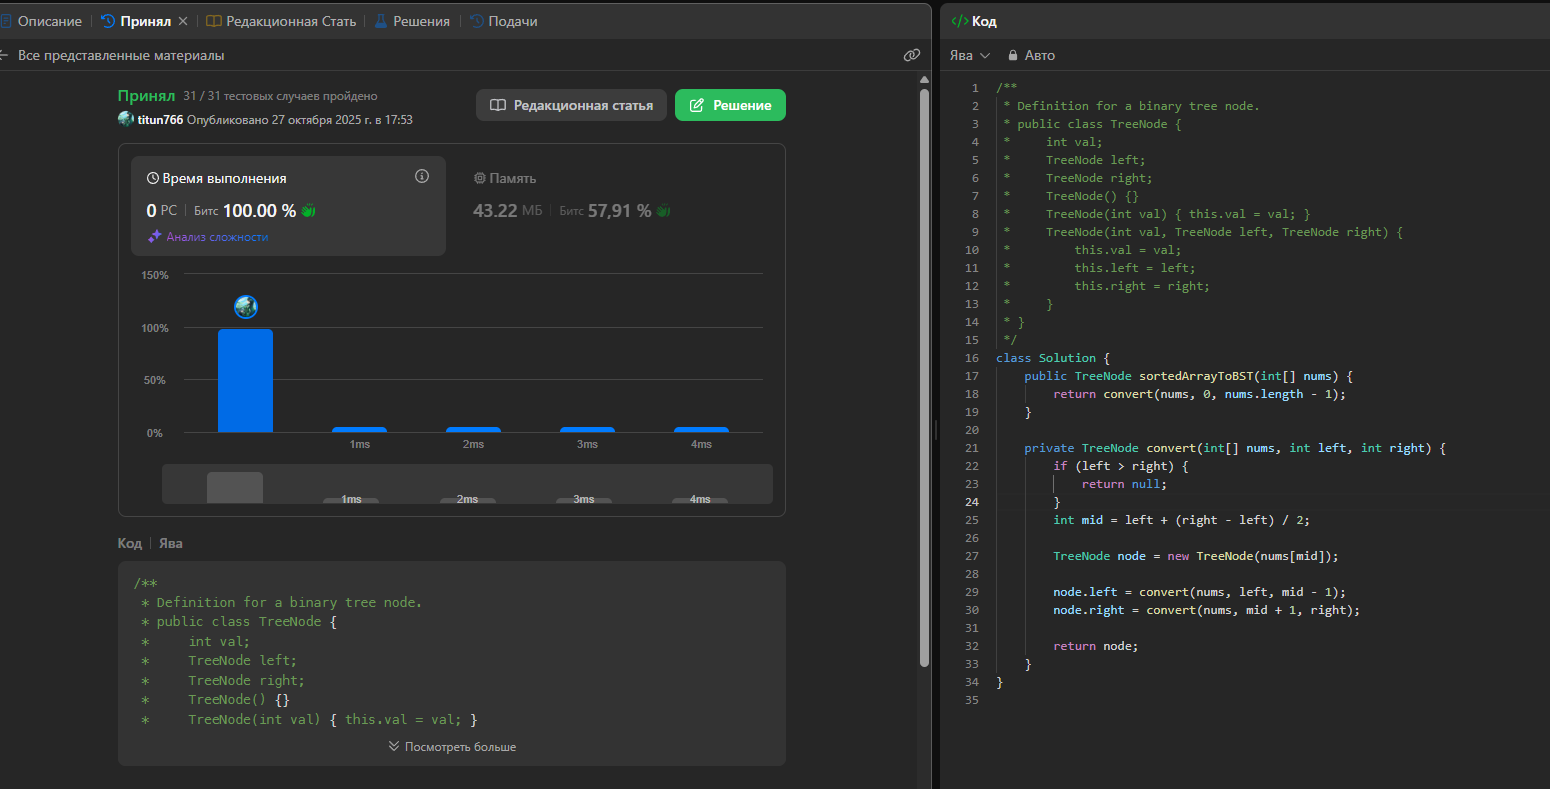 Описание
Принял
Редакционная Стать
Решения
Подачи
Все представленные материалы
Принял 31 / 31 тестовых случаев пройдено
titun766 Опубликовано 27 октября 2025 г. в 17:53
Редакционная статья
Решение
Время выполнения
0 РС Битс 100.00 %
Анализ сложности
Память
43.22 МБ Битс 57,91 %
150%
100%
50%
0%
1ms 2ms 3ms 4ms
1ms 2ms 3ms 4ms
Код Ява
/**
* Definition for a binary tree node.
* public class TreeNode {
*     int val;
*     TreeNode left;
*     TreeNode right;
*     TreeNode() {}
*     TreeNode(int val) { this.val = val; }
Посмотреть больше
</> Код
Ява Авто
1 /**
2 * Definition for a binary tree node.
3 * public class TreeNode {
4 *     int val;
5 *     TreeNode left;
6 *     TreeNode right;
7 *     TreeNode() {}
8 *     TreeNode(int val) { this.val = val; }
9 *     TreeNode(int val, TreeNode left, TreeNode right) {
10 *         this.val = val;
11 *         this.left = left;
12 *         this.right = right;
13 *     }
14 * }
15 */
16 class Solution {
17     public TreeNode sortedArrayToBST(int[] nums) {
18         return convert(nums, 0, nums.length - 1);
19     }
20
21     private TreeNode convert(int[] nums, int left, int right) {
22         if (left > right) {
23             return null;
24         }
25         int mid = left + (right - left) / 2;
26
27         TreeNode node = new TreeNode(nums[mid]);
28
29         node.left = convert(nums, left, mid - 1);
30         node.right = convert(nums, mid + 1, right);
31
32         return node;
33     }
34 }
35